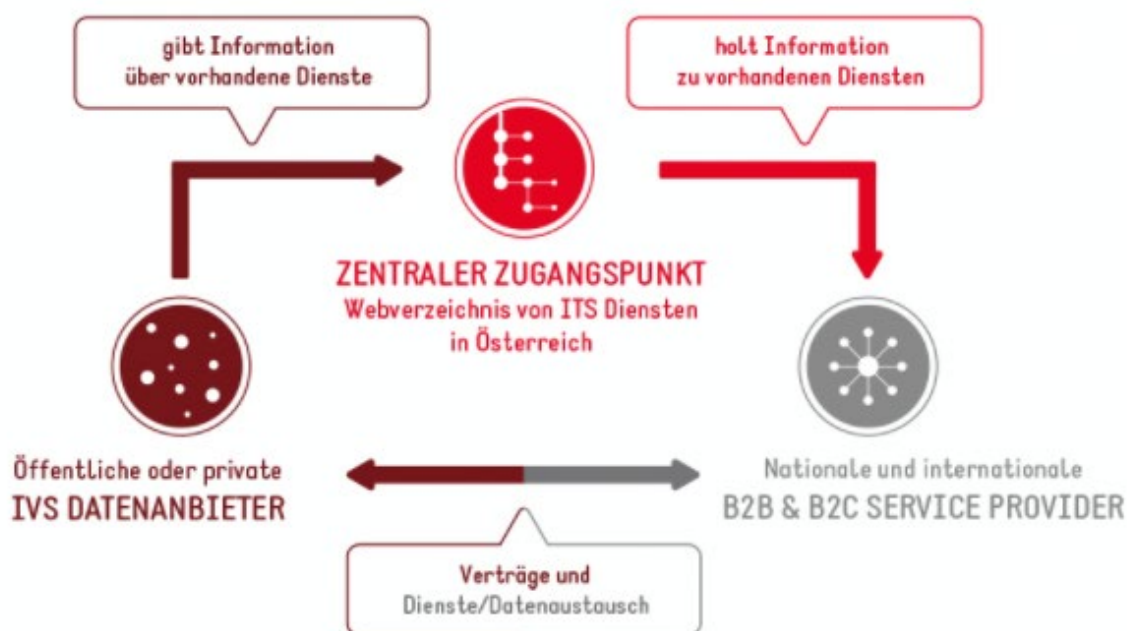 gibt Information
über vorhandene Dienste
holt Information
zu vorhandenen Diensten
ZENTRALER ZUGANGSPUNKT
Webverzeichnis von ITS Diensten
in Österreich
Öffentliche oder private
IVS DATENANBIETER
Nationale und internationale
B2B & B2C SERVICE PROVIDER
Verträge und
Dienste/Datenaustausch